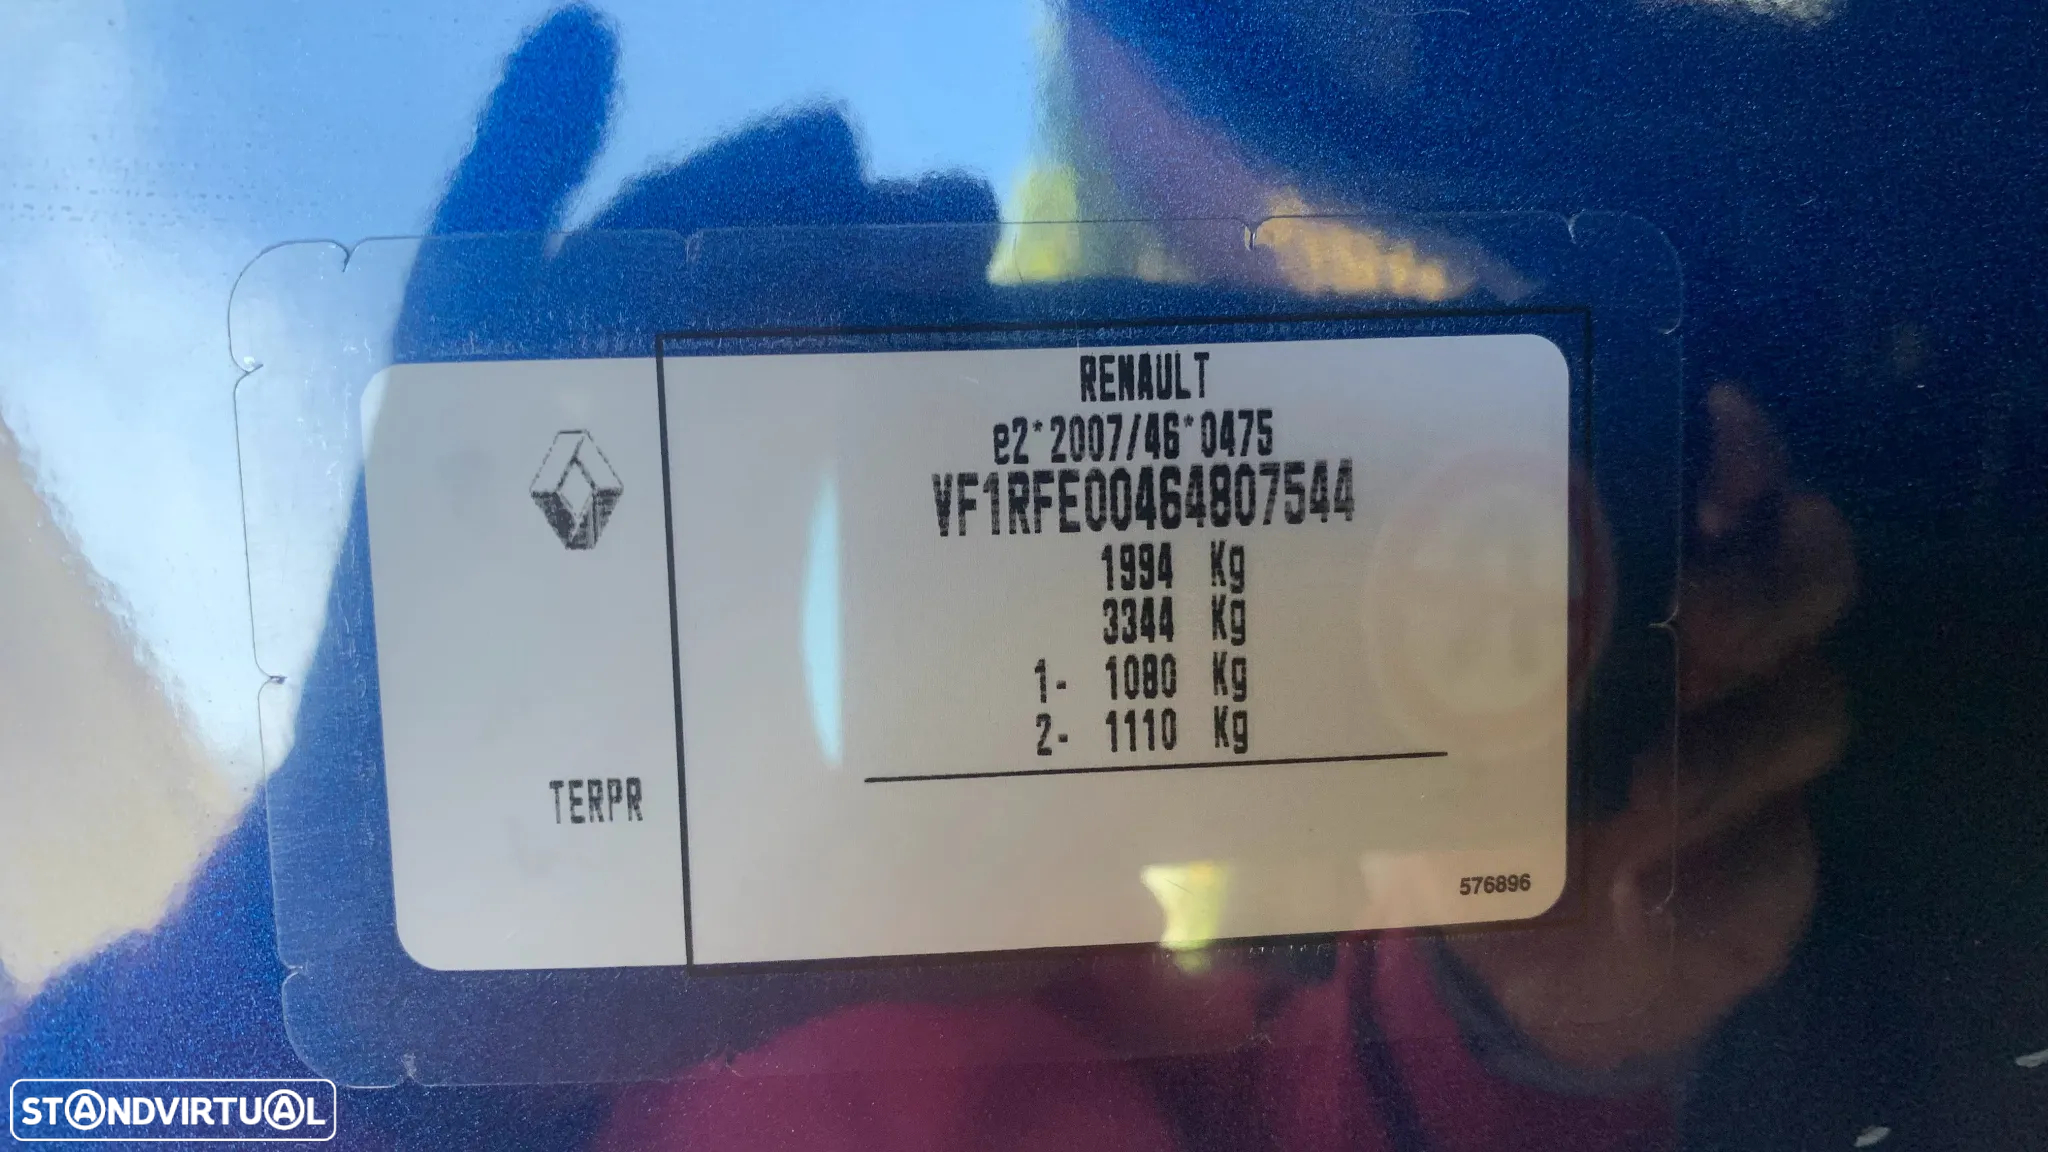 RENAULT
e2*2007/46*0475
VF1RFE00464807544
1994 Kg
3344 Kg
1- 1080 Kg
2- 1110 Kg
TERPR
576896
STANDVIRTUAL